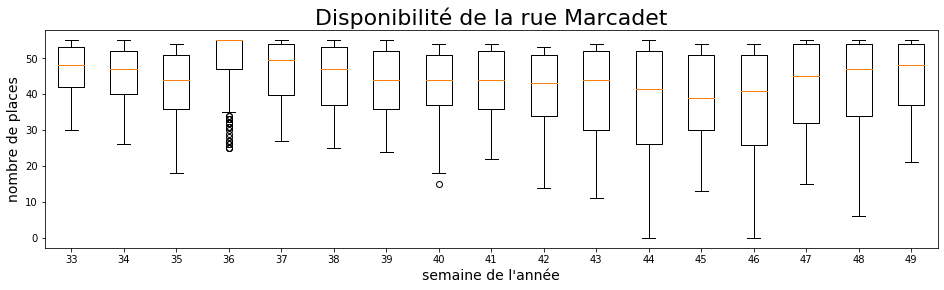 Disponibilité de la rue Marcadet
nombre de places
50
40
30
20
10
0
33 34 35 36 37 38 39 40 41 42 43 44 45 46 47 48 49
semaine de l'année